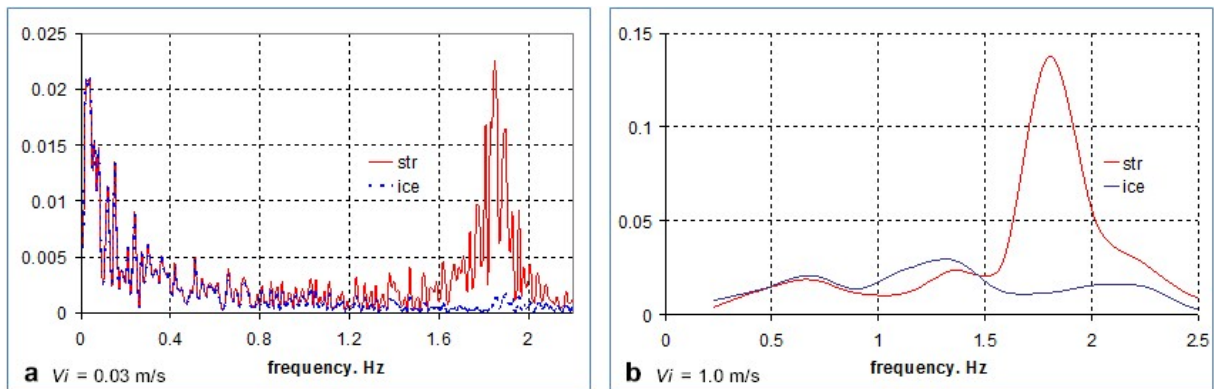 0.025
0.02
0.015
0.01
0.005
0
str
ice
0 0.4 0.8 1.2 1.6 2
frequency. Hz
a Vi = 0.03 m/s
0.15
0.1
0.05
0
str
ice
0 0.5 1 1.5 2 2.5
frequency. Hz
b Vi = 1.0 m/s